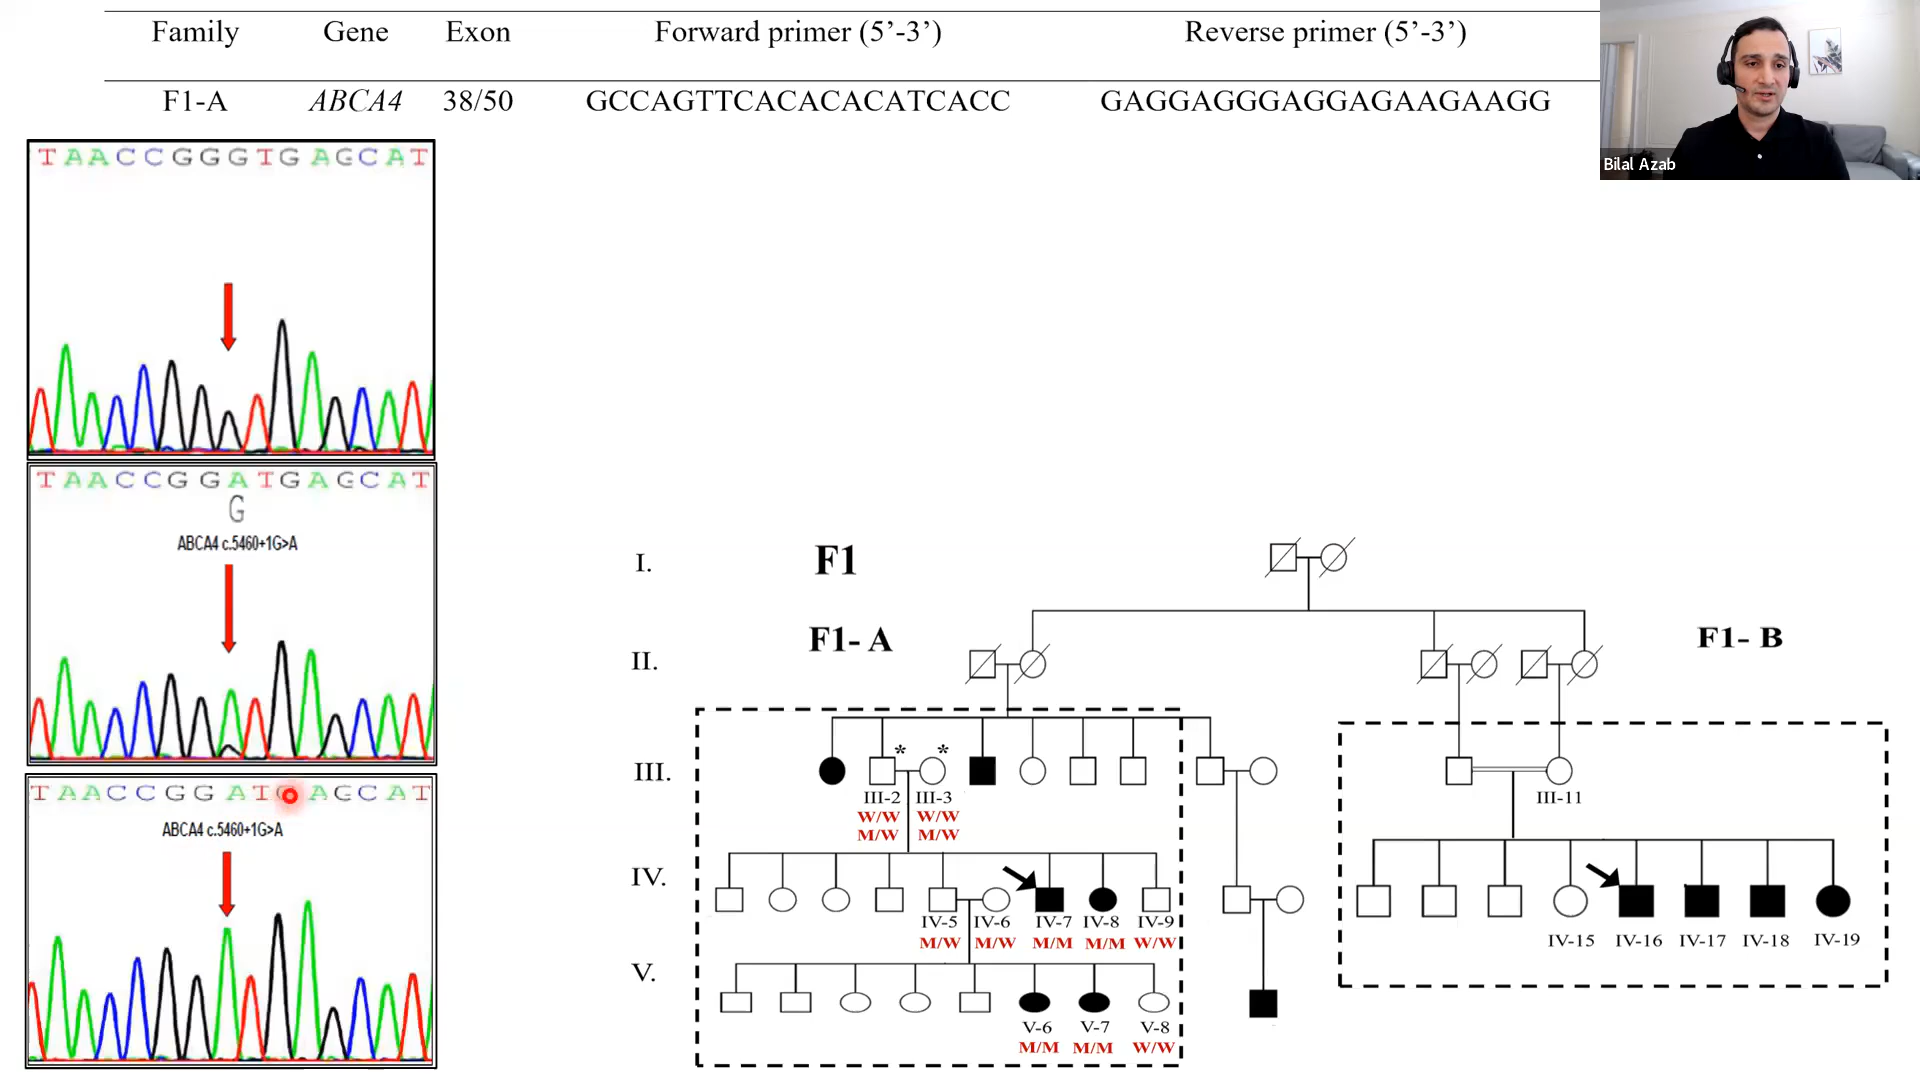 Family Gene Exon Forward primer (5’-3’) Reverse primer (5’-3’)
F1-A ABCA4 38/50 GCCAGTTCACACACATCACC GAGGAGGGAGGAGAAGAAGG
Bilal Azab
T A A C C G G G T G A G C A T
T A A C C G G A T G A G C A T
G
ABCA4 c.5460+1G>A
T A A C C G G A T G A G C A T
ABCA4 c.5460+1G>A
I. F1
F1- A F1- B
II.
* *
III.
III-2 III-3 III-11
W/W W/W
M/W M/W
IV.
IV-5 IV-6 IV-7 IV-8 IV-9 IV-15 IV-16 IV-17 IV-18 IV-19
M/W M/W M/M M/M W/W
V.
V-6 V-7 V-8
M/M M/M W/W